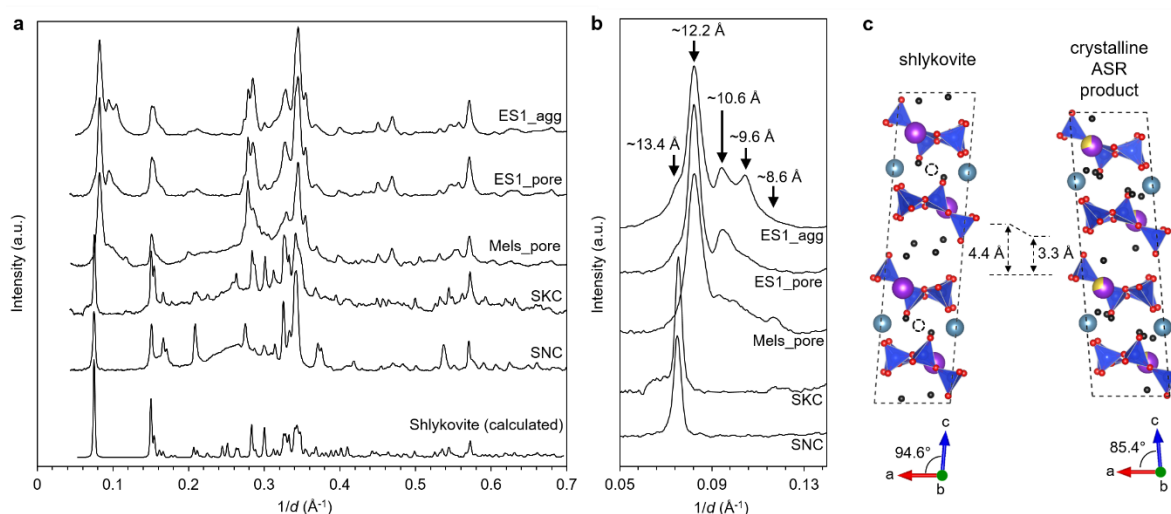 a
Intensity (a.u.)
ES1_agg
ES1_pore
Mels_pore
SKC
SNC
Shlykovite (calculated)
0.1 0.2 0.3 0.4 0.5 0.6 0.7
1/d (Å⁻¹)
b
Intensity (a.u.)
~12.2 Å
~10.6 Å
~13.4 Å
~9.6 Å
~8.6 Å
ES1_agg
ES1_pore
Mels_pore
SKC
SNC
0.05 0.09 0.13
1/d (Å⁻¹)
c
shlykovite
crystalline
ASR
product
4.4 Å
3.3 Å
c
94.6°
a
b
c
85.4°
a
b